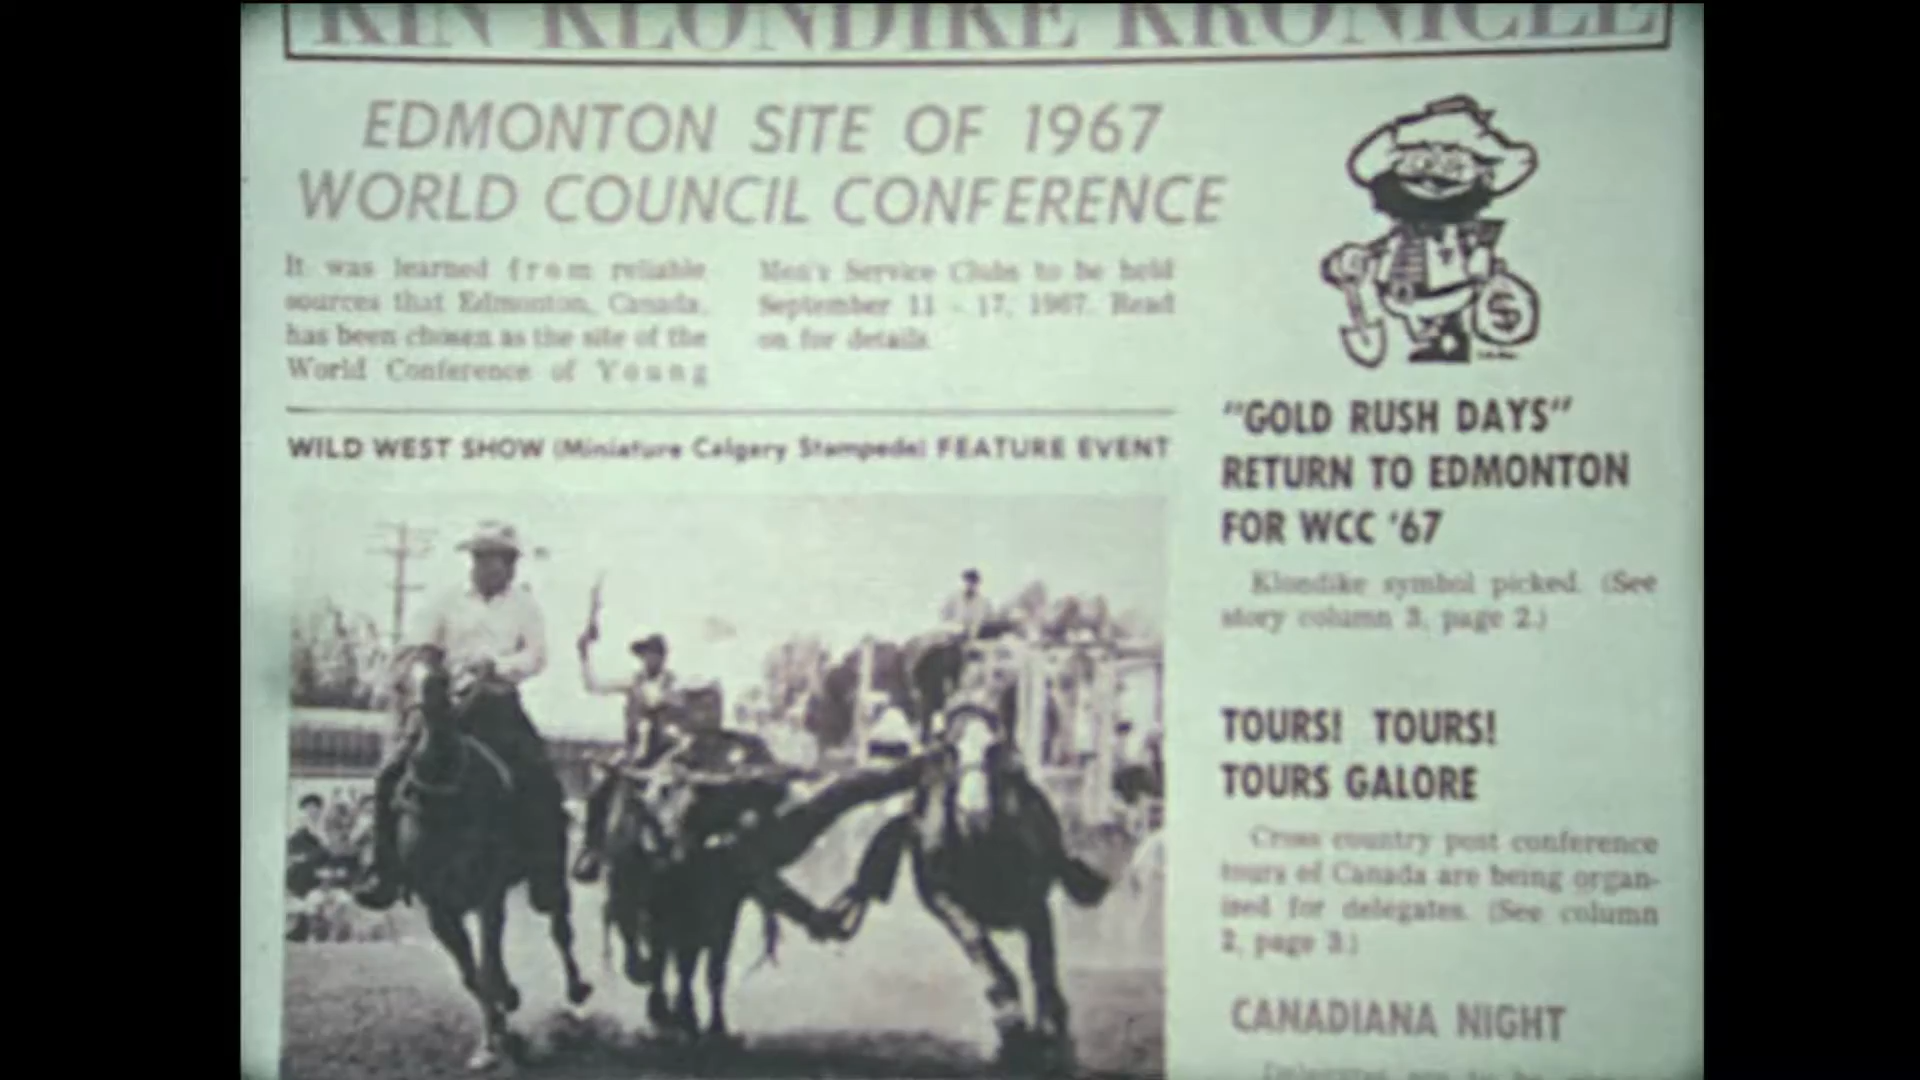 KIN KLONDIKE KRONICLE
EDMONTON SITE OF 1967
WORLD COUNCIL CONFERENCE
It was learned from reliable
sources that Edmonton, Canada,
has been chosen as the site of the
World Conference of Young
Men's Service Clubs to be held
September 11 - 17, 1967. Read
on for details.
WILD WEST SHOW (Miniature Calgary Stampede) FEATURE EVENT
$
"GOLD RUSH DAYS"
RETURN TO EDMONTON
FOR WCC '67
Klondike symbol picked. (See
story column 3, page 2.)
TOURS! TOURS!
TOURS GALORE
Cross country post conference
tours of Canada are being organ-
ized for delegates. (See column
2, page 3.)
CANADIANA NIGHT
Delegates are to be